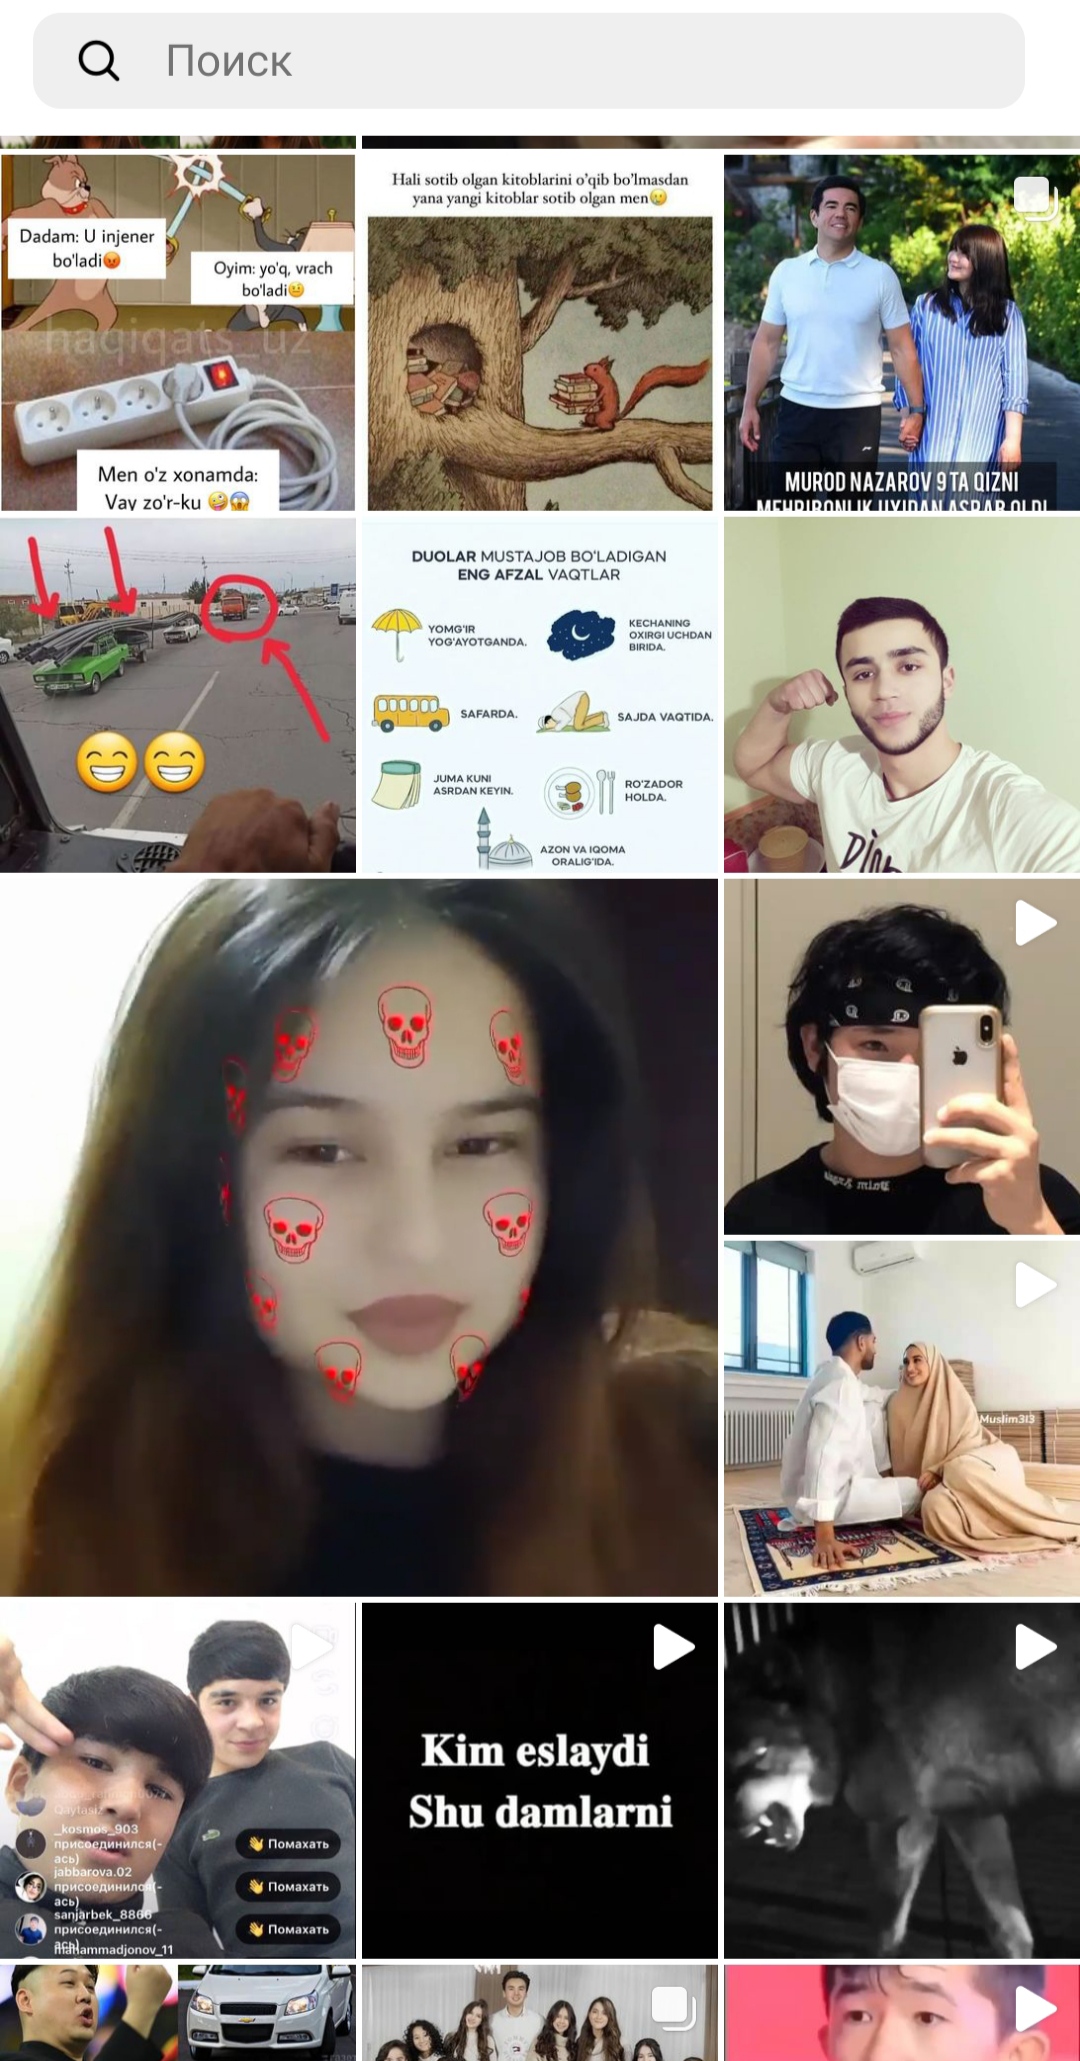 Поиск
Dadam: U injener
bo'ladi😡
Oyim: yo'q, vrach
bo'ladi🤨
haqiqats_uz
Men o'z xonamda:
Vay zo'r-ku 🤪😱
Hali sotib olgan kitoblarini o'qib bo'lmasdan
yana yangi kitoblar sotib olgan men🥲
MUROD NAZAROV 9 TA QIZNI
MEHRIBONLIK UYIDAN ASRAB OLDI
DUOLAR MUSTAJOB BO'LADIGAN
ENG AFZAL VAQTLAR
YOMG'IR
YOG'AYOTGANDA.
KECHANING
OXIRGI UCHDAN
BIRIDA.
SAFARDA.
SAJDA VAQTIDA.
JUMA KUNI
ASRDAN KEYIN.
RO'ZADOR
HOLDA.
AZON VA IQOMA
ORALIG'IDA.
Muslim313
Qaytasiz
_kosmos_903
присоединился(-
ась)
👋 Помахать
jabbarova.02
присоединился(-
ась)
👋 Помахать
sanjarbek_8866
присоединился(-
ась)
👋 Помахать
mahammadjonov_11
Kim eslaydi
Shu damlarni